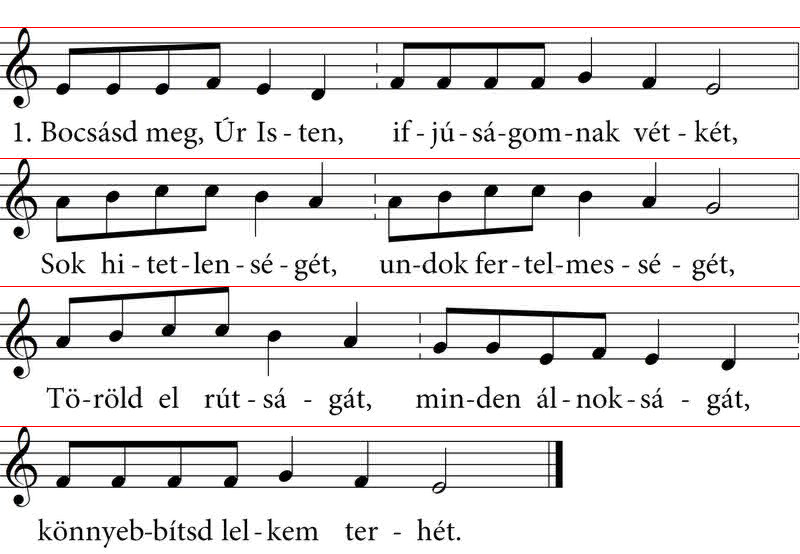 1. Bocsásd meg, Úr Is - ten, if - jú - sá - gom - nak vét - két,
Sok hi - tet - len - sé - gét, un - dok fer - tel - mes - sé - gét,
Tö - röld el rút - sá - gát, min - den ál - nok - sá - gát,
könnyeb - bítsd lel - kem ter - hét.